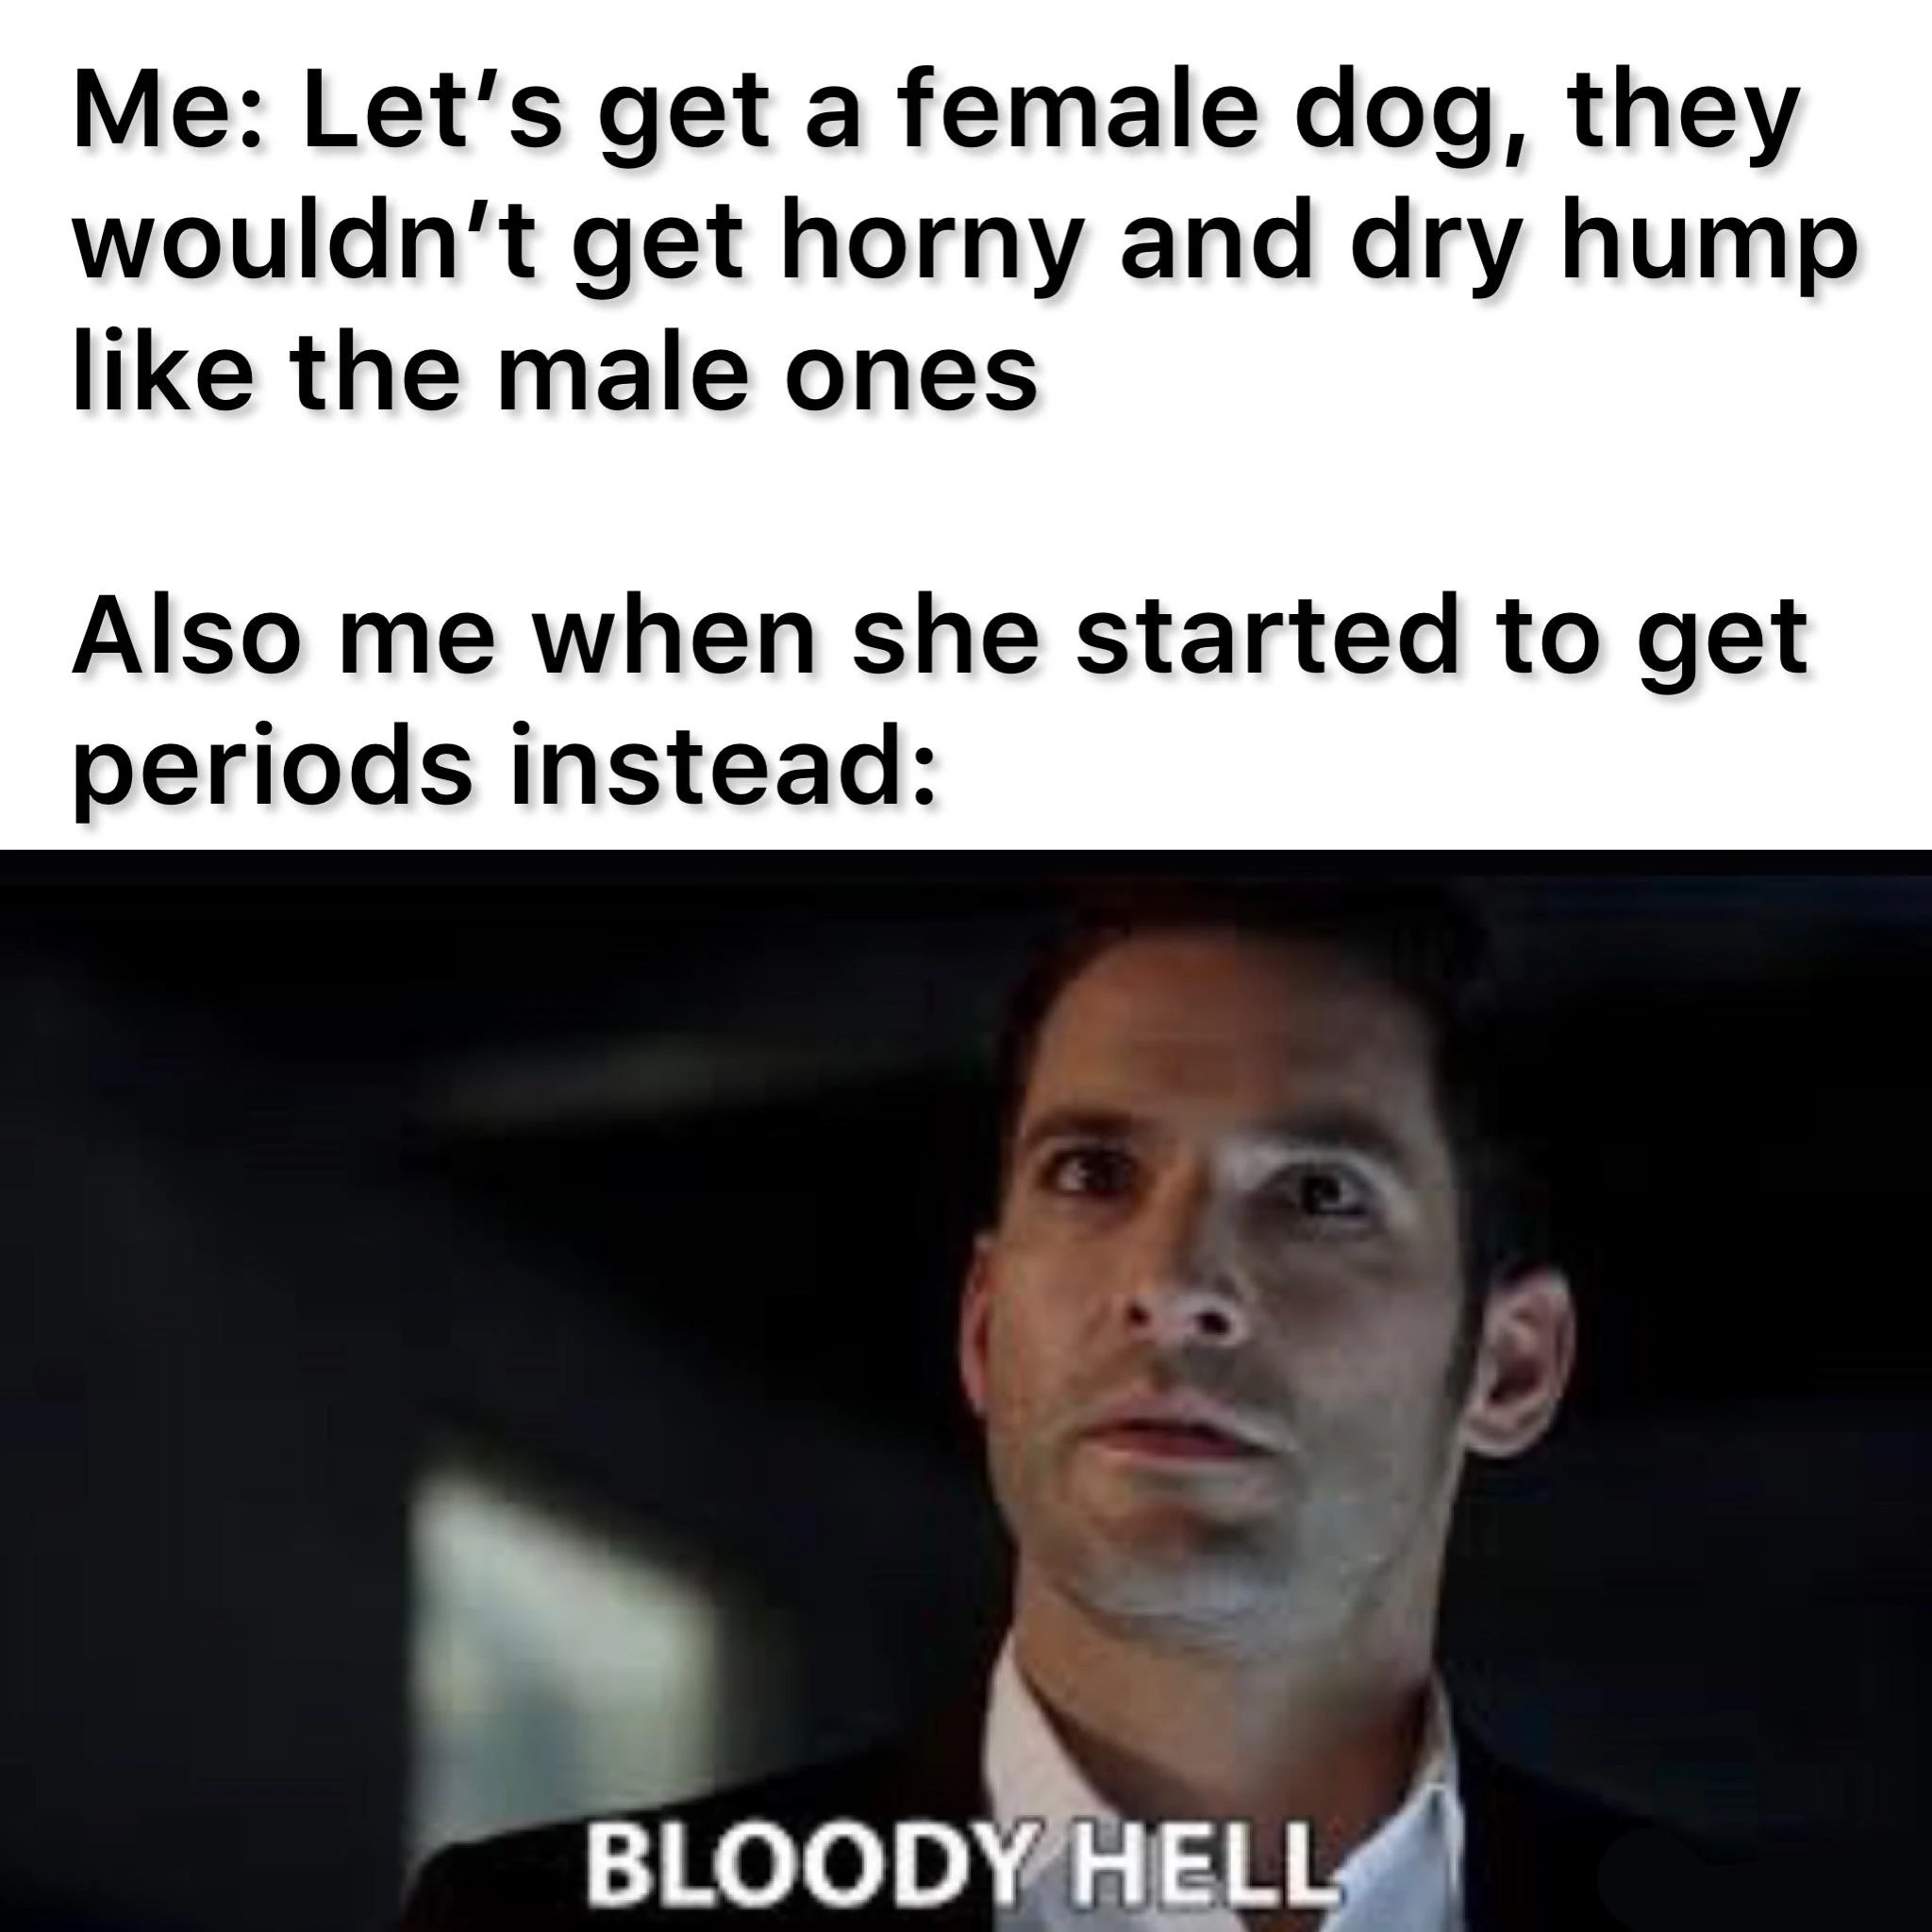 Me: Let’s get a female dog, they
wouldn’t get horny and dry hump
like the male ones
Also me when she started to get
periods instead:
BLOODY HELL